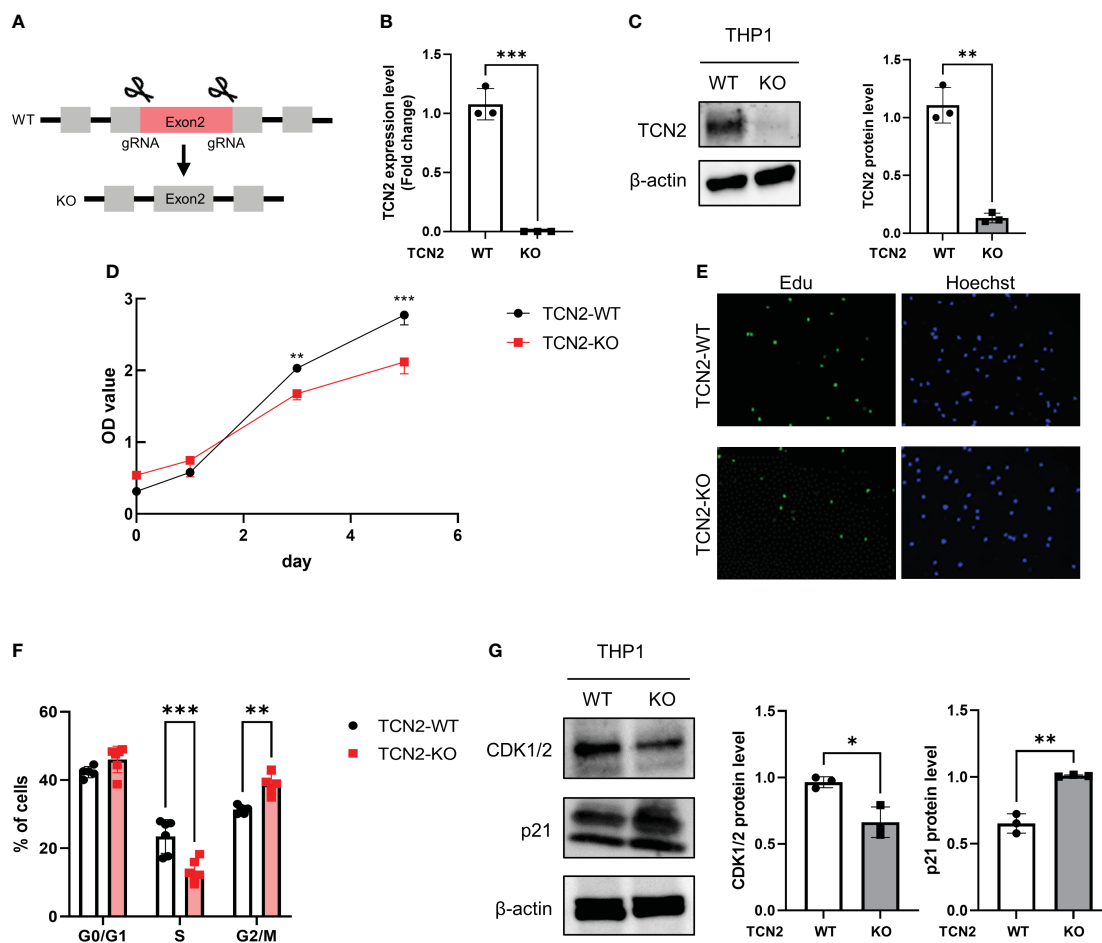 A
WT
Exon2
gRNA
gRNA
KO
Exon2
B
TCN2 expression level
(Fold change)
1.5
1.0
0.5
0.0
***
TCN2
WT
KO
C
THP1
WT
KO
TCN2
β-actin
TCN2 protein level
1.5
1.0
0.5
0.0
**
TCN2
WT
KO
D
OD value
3
2
1
0
**
***
0
2
4
6
day
TCN2-WT
TCN2-KO
E
Edu
Hoechst
TCN2-WT
TCN2-KO
F
% of cells
60
40
20
0
***
**
G0/G1
S
G2/M
TCN2-WT
TCN2-KO
G
THP1
WT
KO
CDK1/2
p21
β-actin
CDK1/2 protein level
1.5
1.0
0.5
0.0
*
TCN2
WT
KO
p21 protein level
1.5
1.0
0.5
0.0
**
TCN2
WT
KO